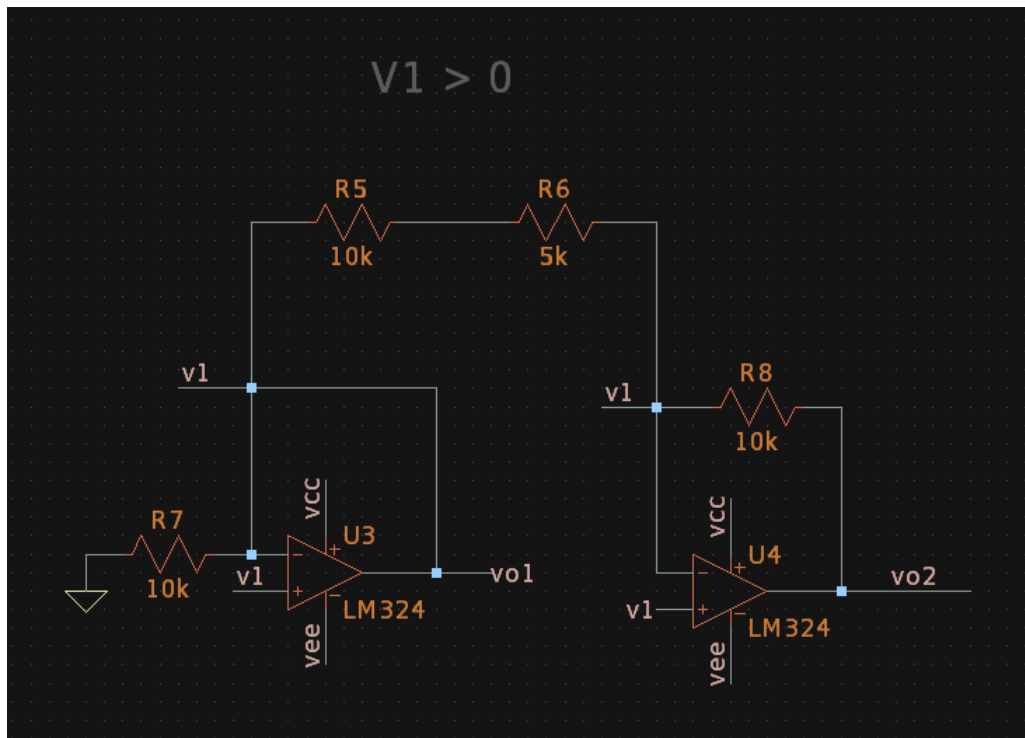 V1 > 0
R5
10k
R6
5k
v1
v1
R8
10k
R7
10k
v1
vcc
+
U3
-
+
-
LM324
vee
vo1
vcc
+
U4
-
+
-
LM324
v1
vee
vo2